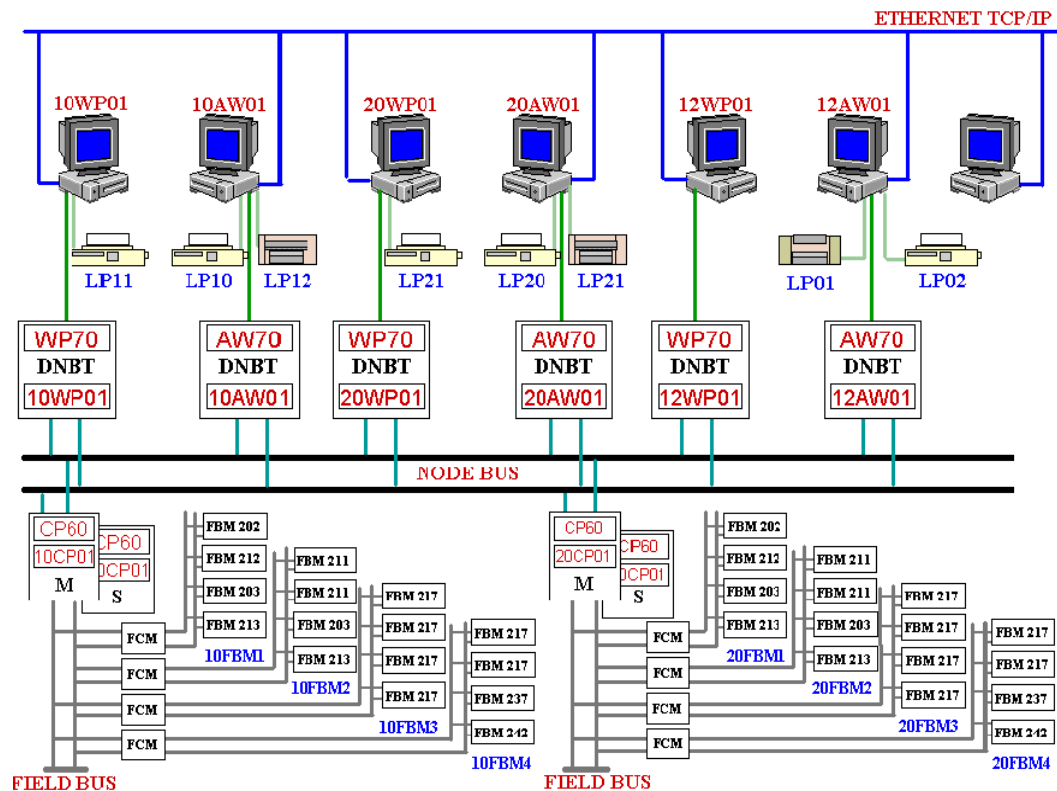 ETHERNET TCP/IP
10WP01
10AW01
20WP01
20AW01
12WP01
12AW01
LP11
LP10
LP12
LP21
LP20
LP21
LP01
LP02
WP70
DNBT
10WP01
AW70
DNBT
10AW01
WP70
DNBT
20WP01
AW70
DNBT
20AW01
WP70
DNBT
12WP01
AW70
DNBT
12AW01
NODE BUS
CP60
10CP01
M
CP60
0CP01
S
FBM 202
FBM 212
FBM 203
FBM 213
10FBM1
FBM 211
FBM 211
FBM 203
FBM 213
10FBM2
FBM 217
FBM 217
FBM 217
FBM 217
10FBM3
FBM 217
FBM 217
FBM 237
FBM 242
10FBM4
FCM
FCM
FCM
FCM
FIELD BUS
CP60
20CP01
M
CP60
0CP01
S
FBM 202
FBM 212
FBM 203
FBM 213
20FBM1
FBM 211
FBM 211
FBM 203
FBM 213
20FBM2
FBM 217
FBM 217
FBM 217
FBM 217
20FBM3
FBM 217
FBM 217
FBM 237
FBM 242
20FBM4
FCM
FCM
FCM
FCM
FIELD BUS